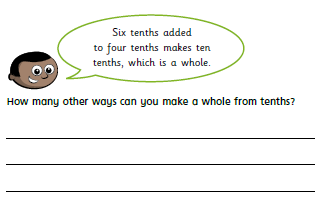 Six tenths added
to four tenths makes ten
tenths, which is a whole.
How many other ways can you make a whole from tenths?